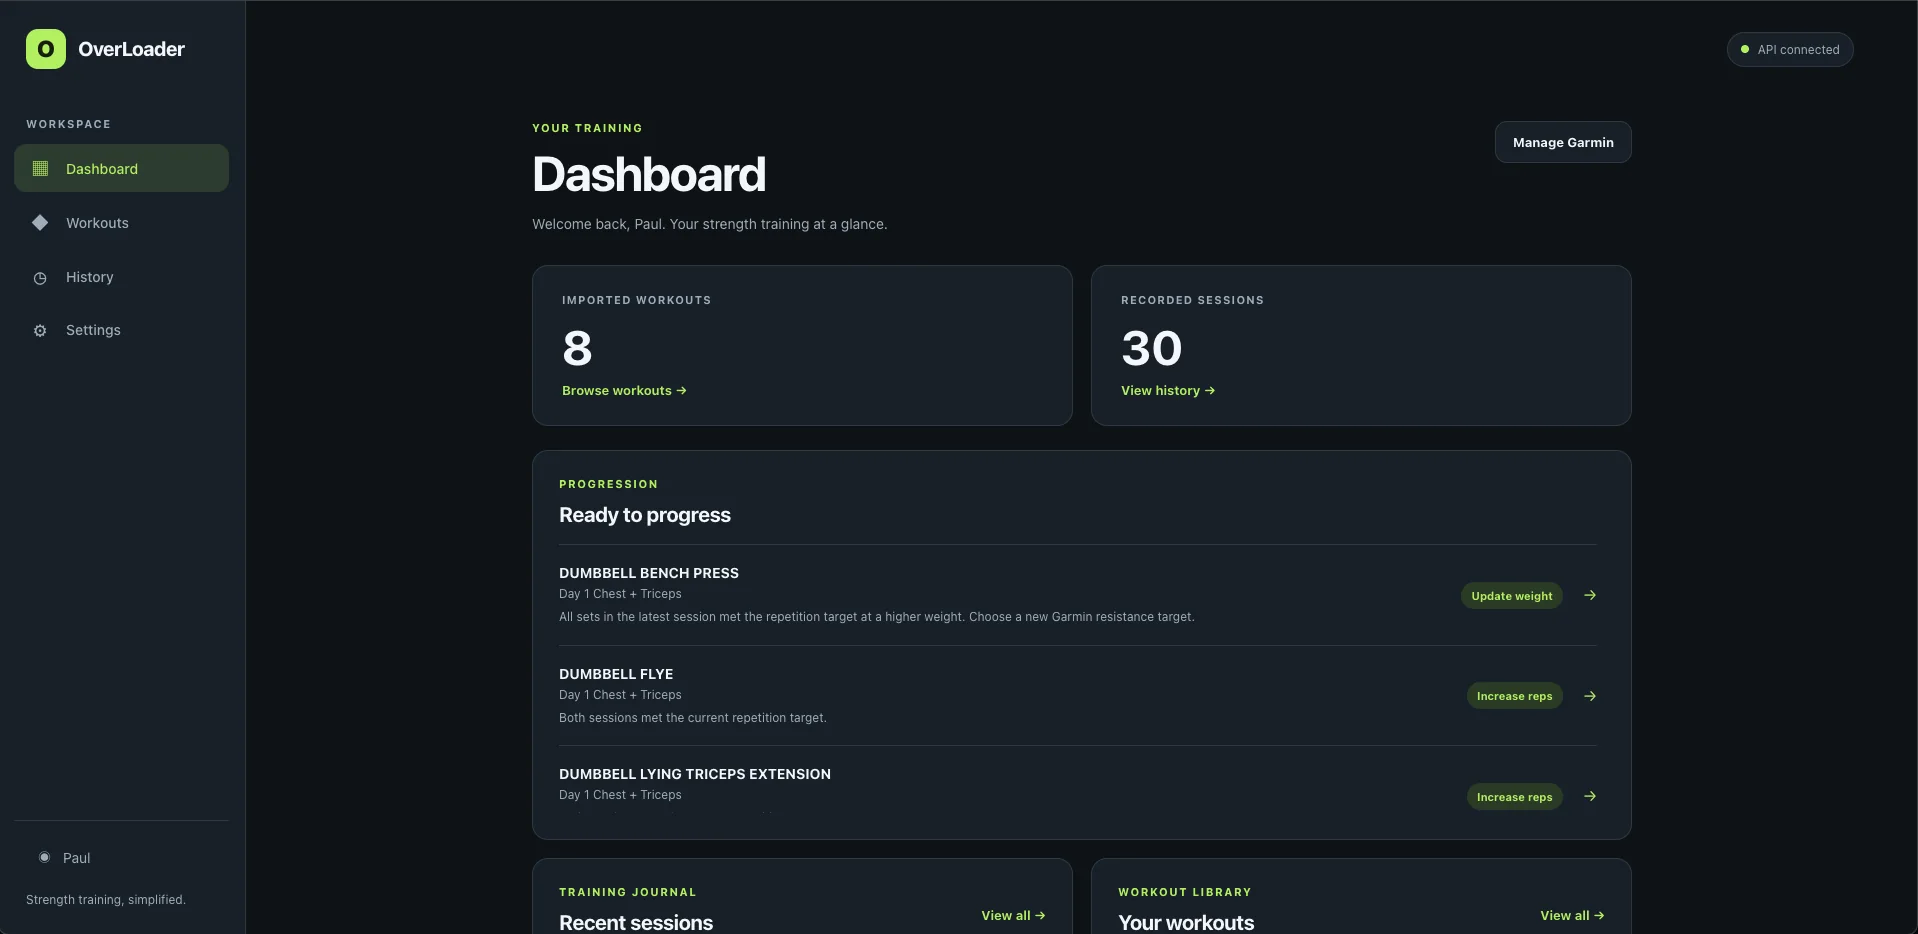 O OverLoader
API connected
WORKSPACE
Dashboard
Workouts
History
Settings
Paul
Strength training, simplified.
YOUR TRAINING
Dashboard
Manage Garmin
Welcome back, Paul. Your strength training at a glance.
IMPORTED WORKOUTS
8
Browse workouts →
RECORDED SESSIONS
30
View history →
PROGRESSION
Ready to progress
DUMBBELL BENCH PRESS
Day 1 Chest + Triceps
All sets in the latest session met the repetition target at a higher weight. Choose a new Garmin resistance target.
Update weight →
DUMBBELL FLYE
Day 1 Chest + Triceps
Both sessions met the current repetition target.
Increase reps →
DUMBBELL LYING TRICEPS EXTENSION
Day 1 Chest + Triceps
Increase reps →
TRAINING JOURNAL
Recent sessions
View all →
WORKOUT LIBRARY
Your workouts
View all →